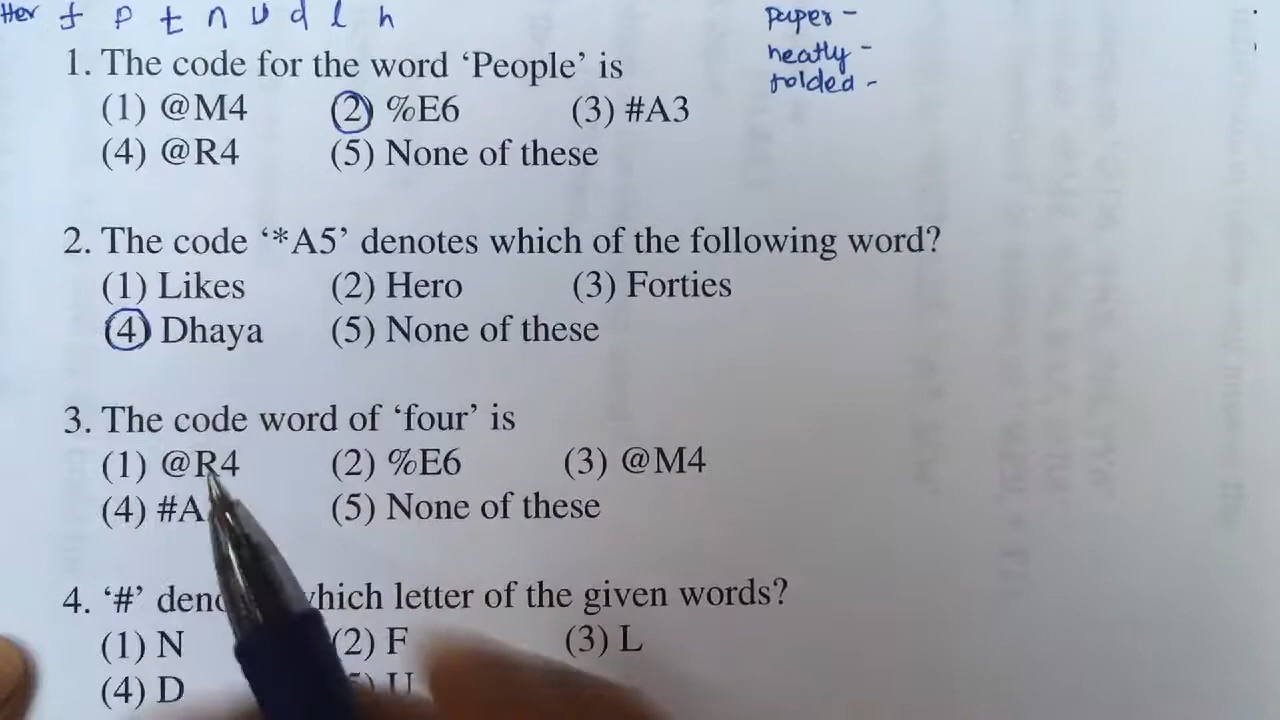 Her f p t n u d l h
paper -
neatly -
folded -
1. The code for the word ‘People’ is
(1) @M4 (2) %E6 (3) #A3
(4) @R4 (5) None of these
2. The code ‘*A5’ denotes which of the following word?
(1) Likes (2) Hero (3) Forties
(4) Dhaya (5) None of these
3. The code word of ‘four’ is
(1) @R4 (2) %E6 (3) @M4
(4) #A (5) None of these
4. ‘#’ which letter of the given words?
(1) N (2) F (3) L
(4) D U